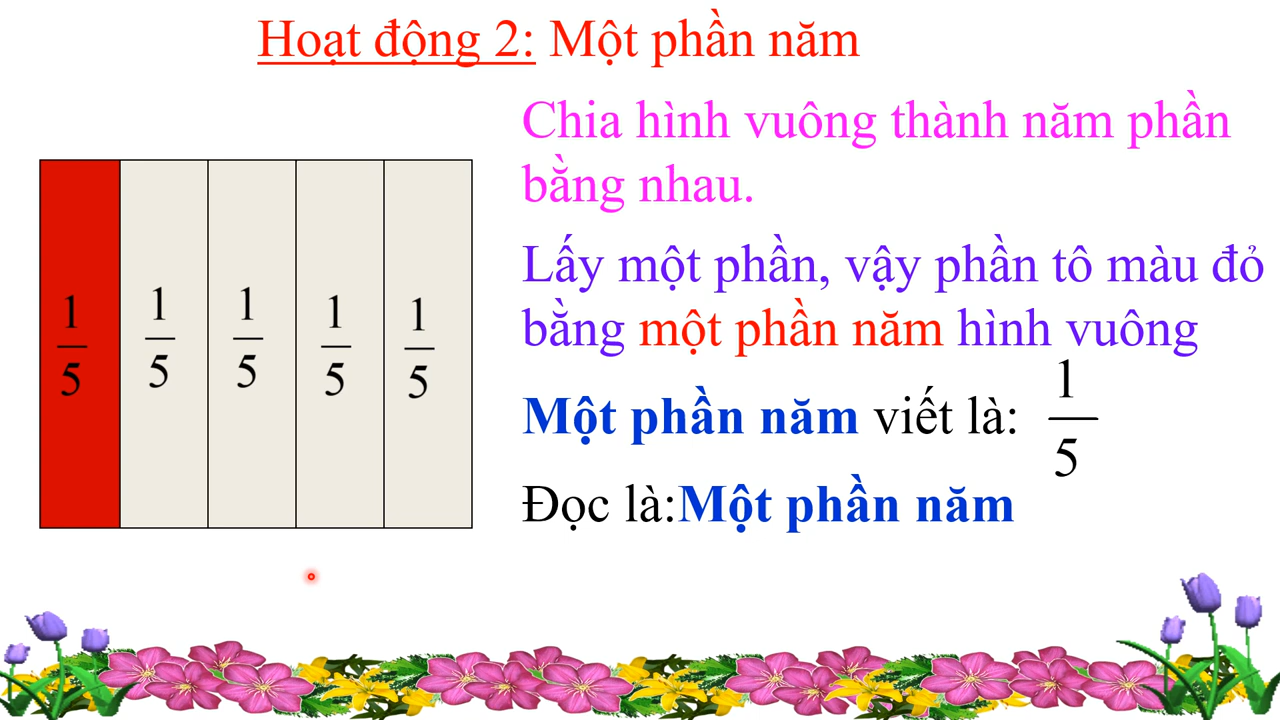 Hoạt động 2: Một phần năm
Chia hình vuông thành năm phần
bằng nhau.
Lấy một phần, vậy phần tô màu đỏ
bằng một phần năm hình vuông
Một phần năm viết là: 1/5
Đọc là:Một phần năm
1/5 1/5 1/5 1/5 1/5